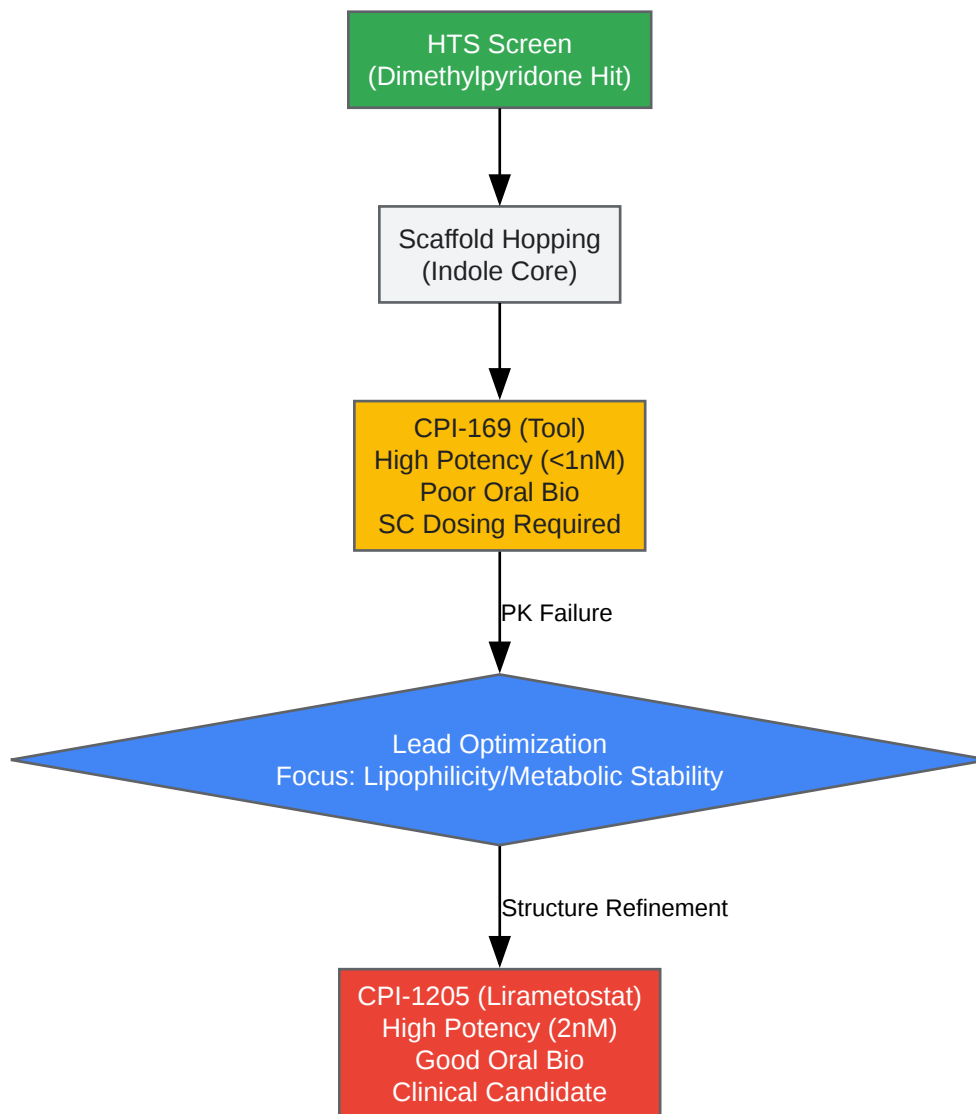 HTS Screen
(Dimethylpyridone Hit)
Scaffold Hopping
(Indole Core)
CPI-169 (Tool)
High Potency (<1nM)
Poor Oral Bio
SC Dosing Required
PK Failure
Lead Optimization
Focus: Lipophilicity/Metabolic Stability
Structure Refinement
CPI-1205 (Lirametostat)
High Potency (2nM)
Good Oral Bio
Clinical Candidate